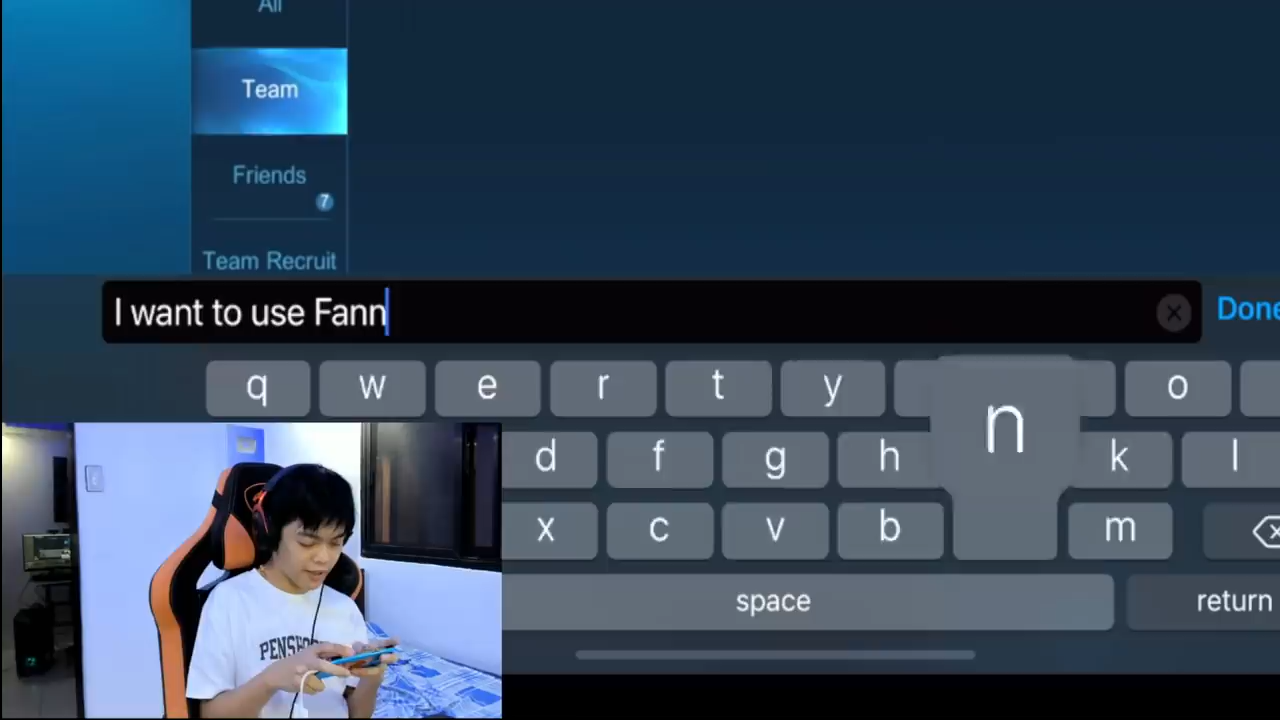 All
Team
Friends
7
Team Recruit
I want to use Fann
Done
q w e r t y o
d f g h n k l
x c v b m
space
return